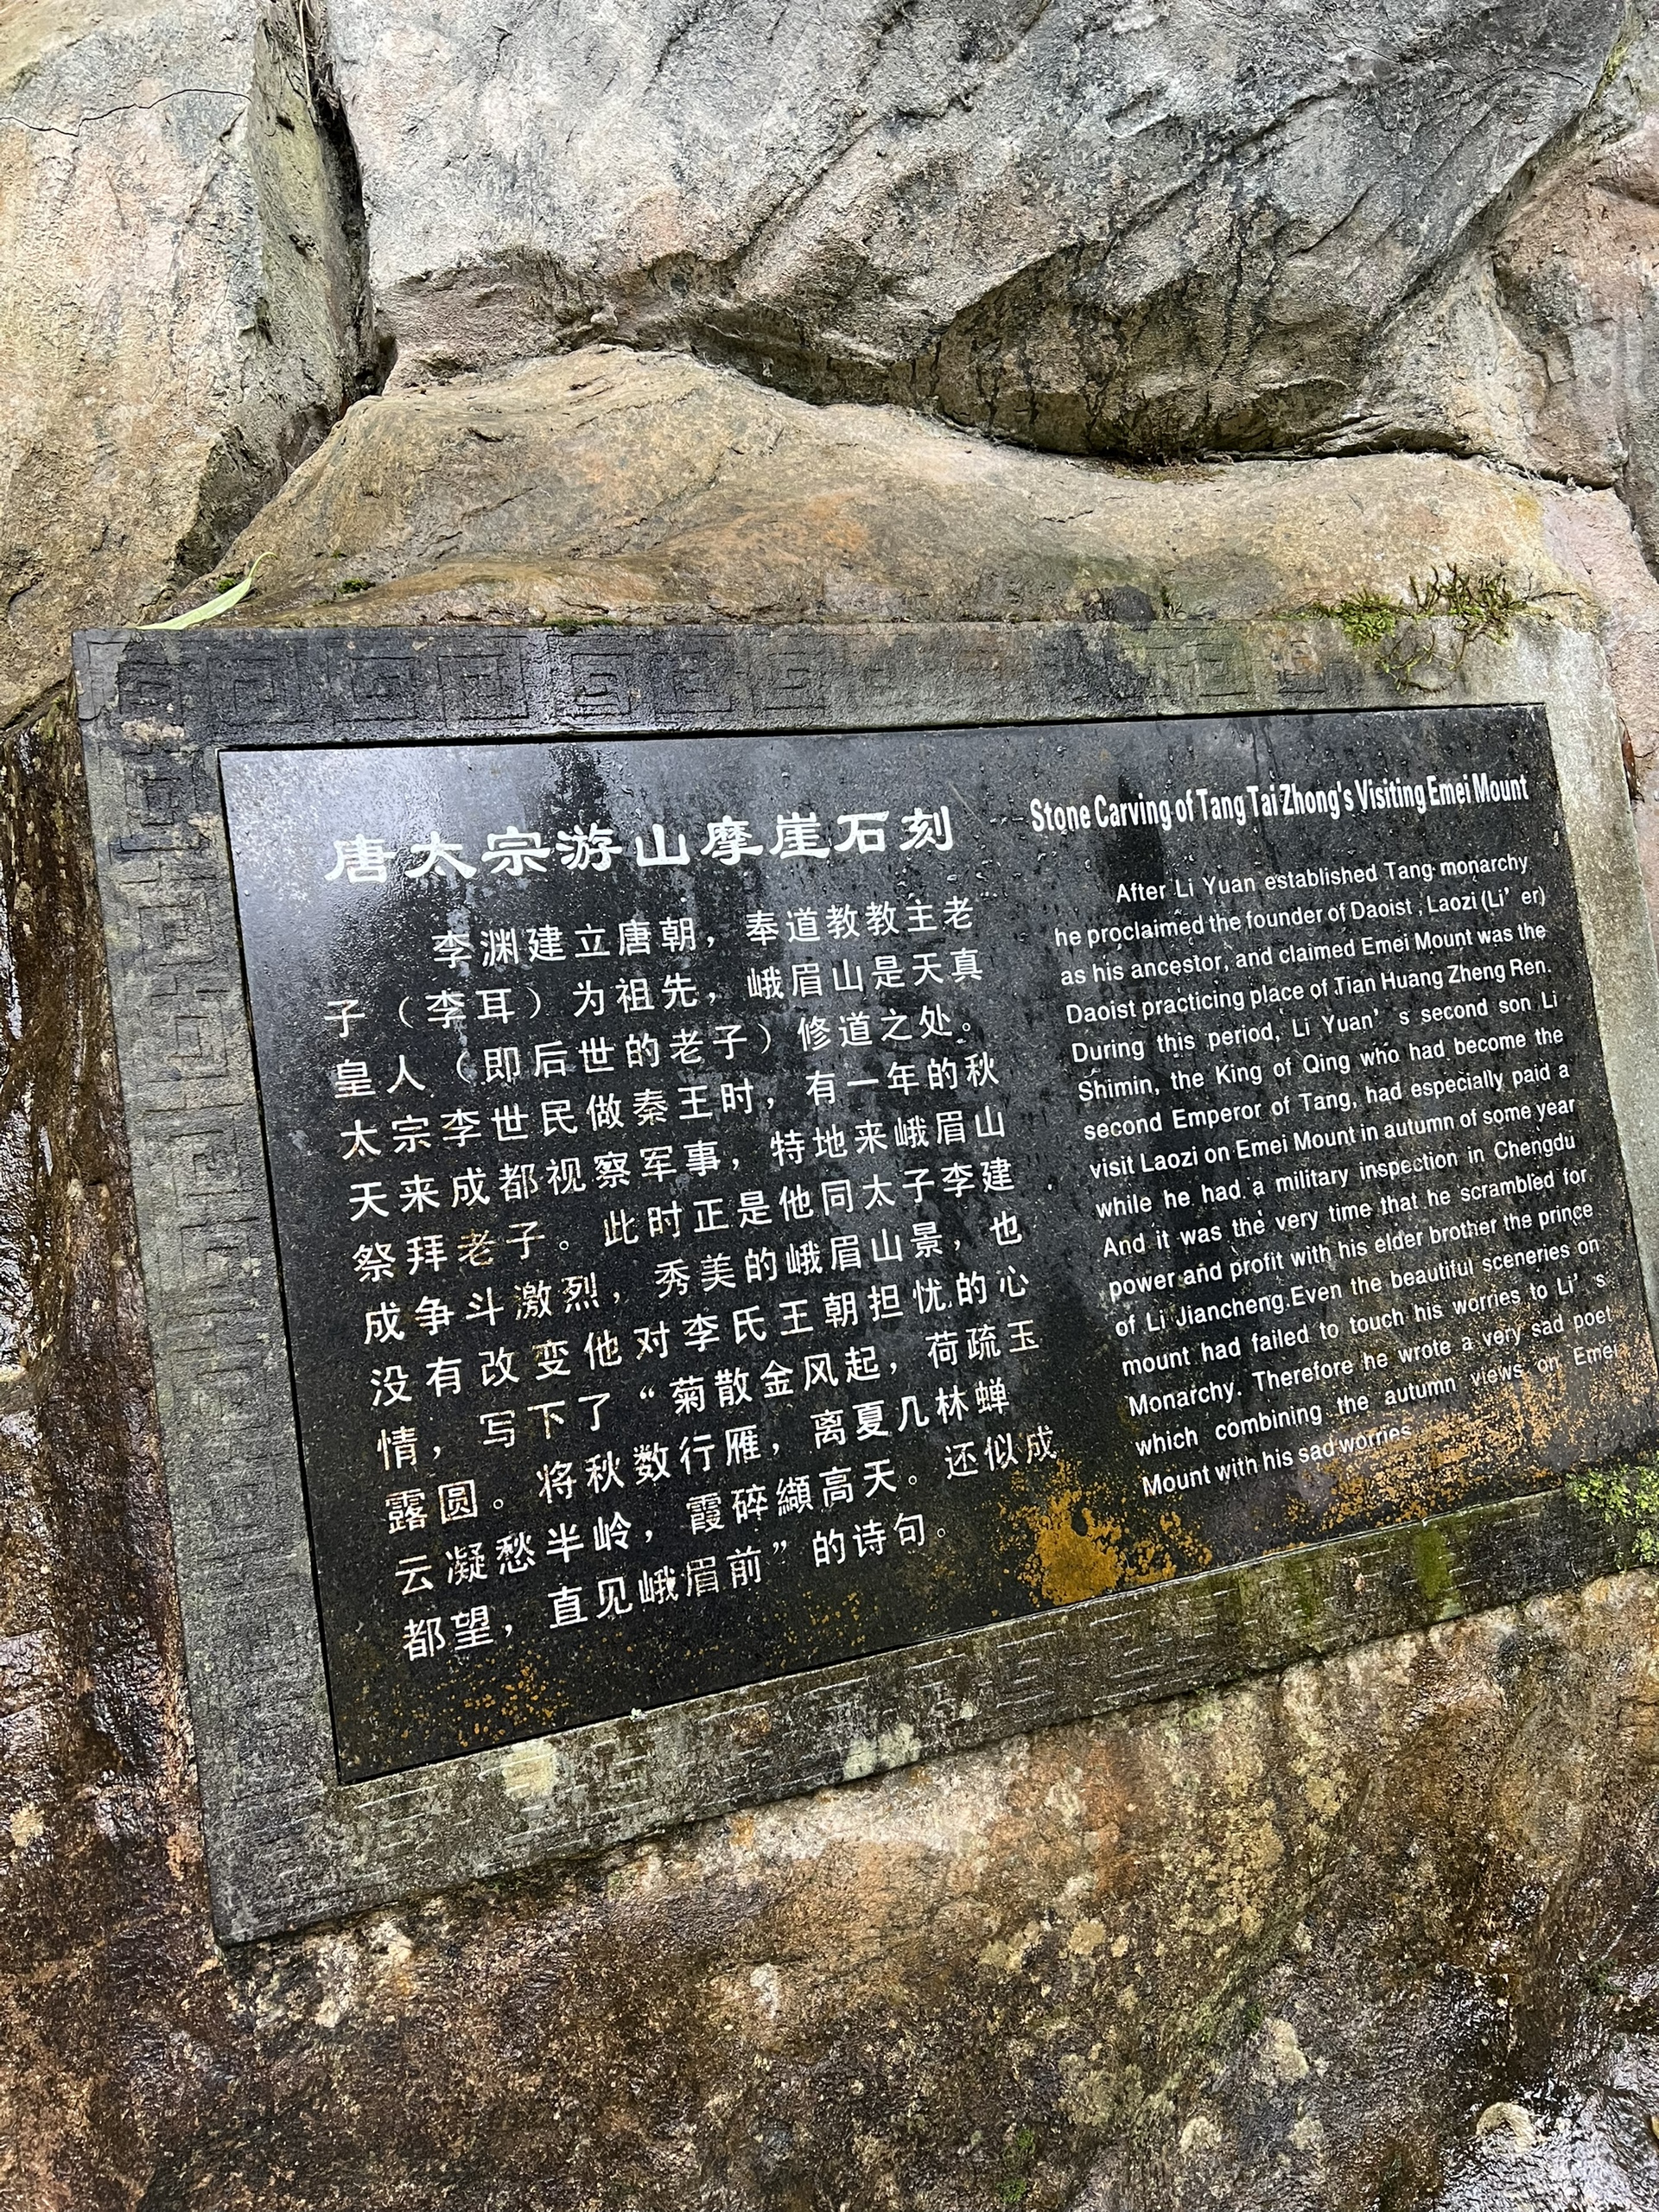 唐太宗游山摩崖石刻
李渊建立唐朝，奉道教教主老
子（李耳）为祖先，峨眉山是天真
皇人（即后世的老子）修道之处。
太宗李世民做秦王时，有一年的秋
天来成都视察军事，特地来峨眉山
祭拜老子。此时正是他同太子李建
成争斗激烈，秀美的峨眉山景，也
没有改变他对李氏王朝担忧的心
情，写下了“菊散金风起，荷疏玉
露圆。将秋数行雁，离夏几林蝉
云凝愁半岭，霞碎纈高天。还似成
都望，直见峨眉前”的诗句。
Stone Carving of Tang Tai Zhong's Visiting Emei Mount
After Li Yuan established Tang monarchy
he proclaimed the founder of Daoist , Laozi (Li’ er)
as his ancestor, and claimed Emei Mount was the
Daoist practicing place of Tian Huang Zheng Ren.
During this period, Li Yuan’ s second son Li
Shimin, the King of Qing who had become the
second Emperor of Tang, had especially paid a
visit Laozi on Emei Mount in autumn of some year
while he had a military inspection in Chengdu
And it was the very time that he scrambled for
power and profit with his elder brother the prince
of Li Jiancheng.Even the beautiful sceneries on
mount had failed to touch his worries to Li’ s
Monarchy. Therefore he wrote a very sad poet
which combining the autumn views on Emei
Mount with his sad worries.